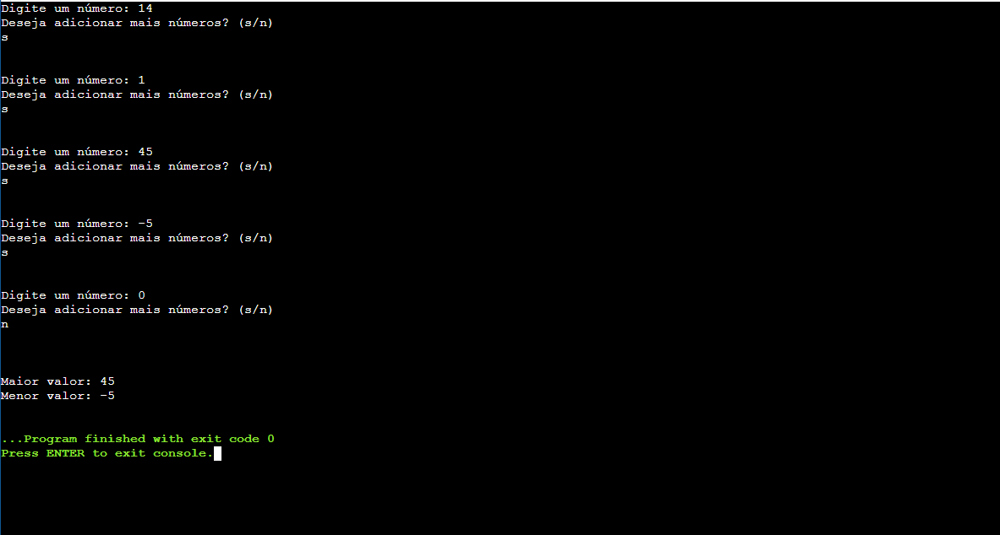 Digite um número: 14
Deseja adicionar mais números? (s/n)
s
Digite um número: 1
Deseja adicionar mais números? (s/n)
s
Digite um número: 45
Deseja adicionar mais números? (s/n)
s
Digite um número: -5
Deseja adicionar mais números? (s/n)
s
Digite um número: 0
Deseja adicionar mais números? (s/n)
n
Maior valor: 45
Menor valor: -5
...Program finished with exit code 0
Press ENTER to exit console.